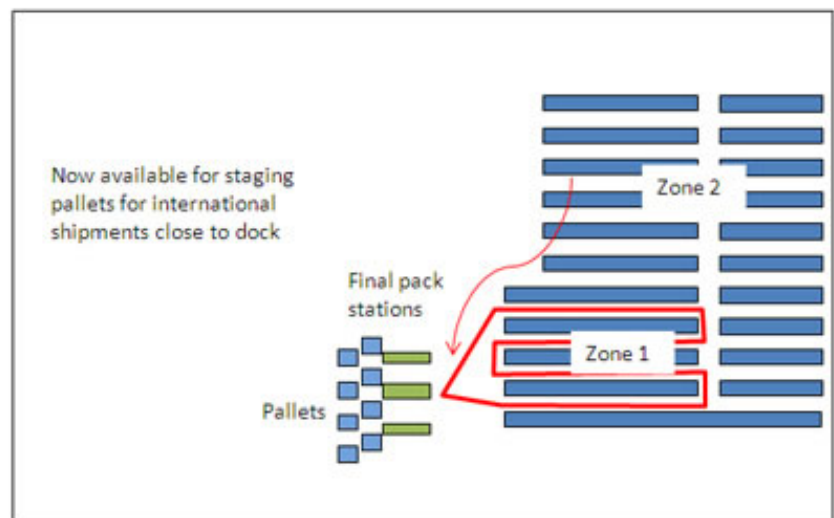 Now available for staging
pallets for international
shipments close to dock
Zone 2
Final pack
stations
Zone 1
Pallets